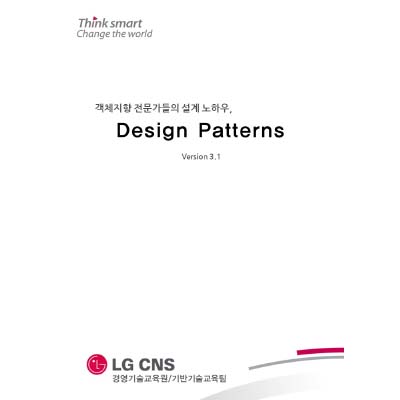 Think smart
Change the world
객체지향 전문가들의 설계 노하우,
Design Patterns
Version 3.1
LG CNS
경영기술교육원/기반기술교육팀